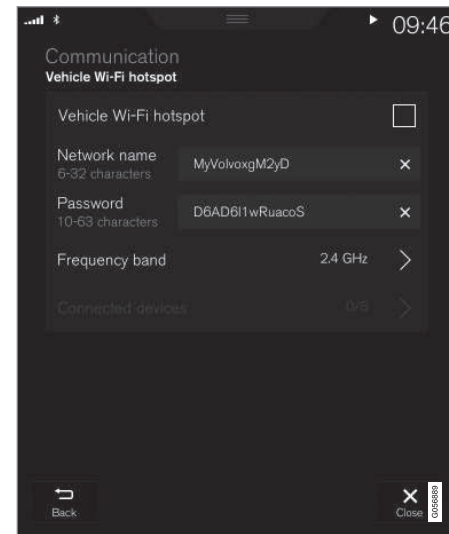 09:46
Communication
Vehicle Wi-Fi hotspot
Vehicle Wi-Fi hotspot
Network name
6-32 characters
MyVolvoxgM2yD
Password
10-63 characters
D6AD6I1wRuacoS
Frequency band 2.4 GHz
Connected devices 0/8
Back
Close
G056889